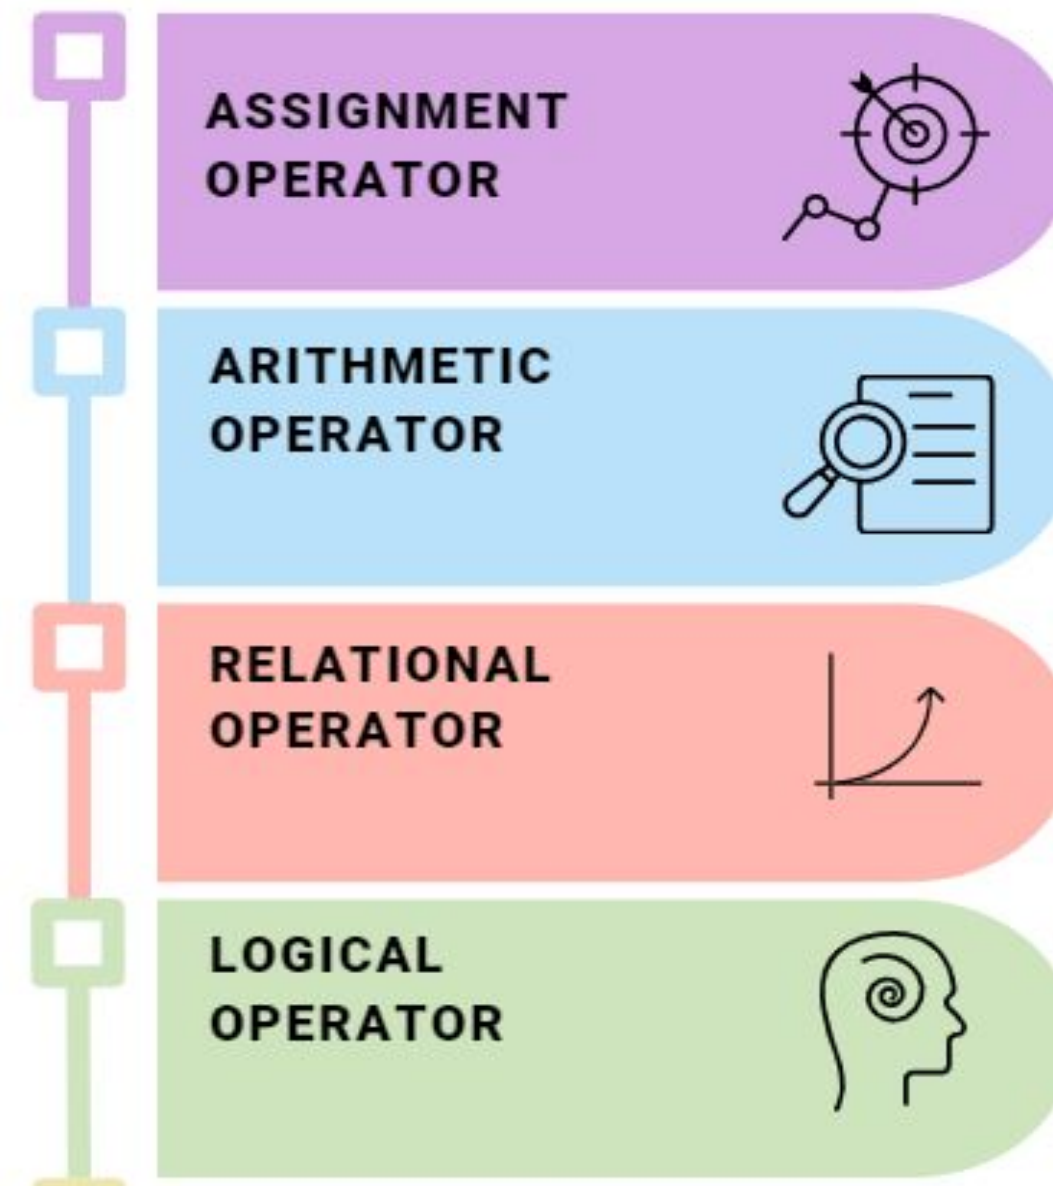 ASSIGNMENT
OPERATOR
ARITHMETIC
OPERATOR
RELATIONAL
OPERATOR
LOGICAL
OPERATOR